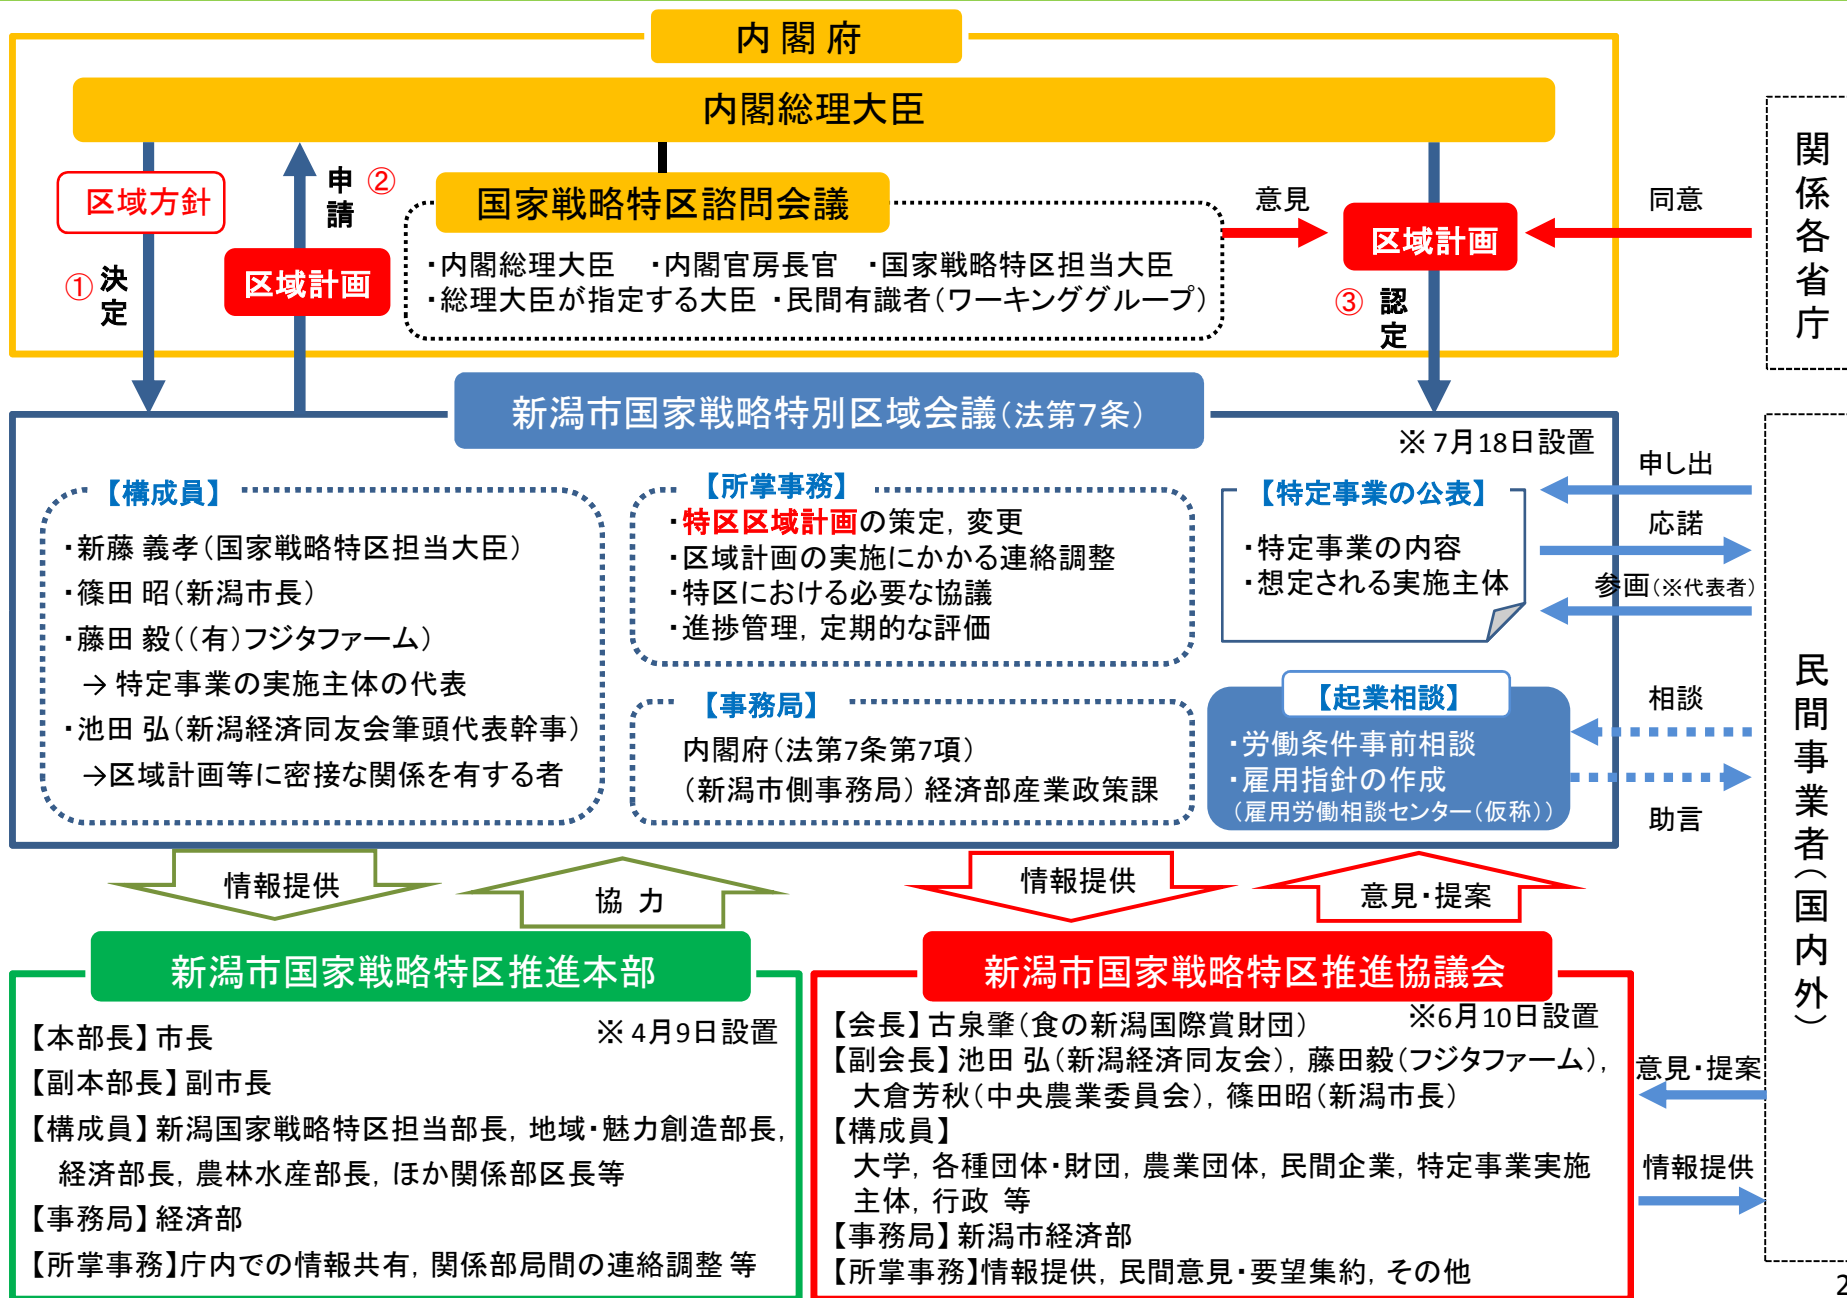 内閣府
内閣総理大臣
区域方針
① 決定
申請 ②
区域計画
国家戦略特区諮問会議
・内閣総理大臣　・内閣官房長官　・国家戦略特区担当大臣
・総理大臣が指定する大臣 ・民間有識者（ワーキンググループ）
意見
区域計画
③ 認定
同意
関係各省庁
新潟市国家戦略特別区域会議（法第7条）
※ 7月18日設置
【構成員】
・新藤 義孝（国家戦略特区担当大臣）
・篠田 昭（新潟市長）
・藤田 毅（（有）フジタファーム）
→ 特定事業の実施主体の代表
・池田 弘（新潟経済同友会筆頭代表幹事）
→区域計画等に密接な関係を有する者
【所掌事務】
・特区区域計画の策定，変更
・区域計画の実施にかかる連絡調整
・特区における必要な協議
・進捗管理，定期的な評価
【事務局】
内閣府（法第7条第7項）
（新潟市側事務局）経済部産業政策課
【特定事業の公表】
・特定事業の内容
・想定される実施主体
【起業相談】
・労働条件事前相談
・雇用指針の作成
（雇用労働相談センター（仮称））
申し出
応諾
参画（※代表者）
相談
助言
民間事業者（国内外）
情報提供
協 力
情報提供
意見・提案
新潟市国家戦略特区推進本部
※ 4月9日設置
【本部長】市長
【副本部長】副市長
【構成員】新潟国家戦略特区担当部長，地域・魅力創造部長，
経済部長，農林水産部長，ほか関係部区長等
【事務局】経済部
【所掌事務】庁内での情報共有，関係部局間の連絡調整 等
新潟市国家戦略特区推進協議会
※6月10日設置
【会長】古泉肇（食の新潟国際賞財団）
【副会長】池田 弘（新潟経済同友会），藤田毅（フジタファーム），
大倉芳秋（中央農業委員会），篠田昭（新潟市長）
【構成員】
大学，各種団体・財団，農業団体，民間企業，特定事業実施
主体，行政 等
【事務局】新潟市経済部
【所掌事務】情報提供，民間意見・要望集約，その他
意見・提案
情報提供
2